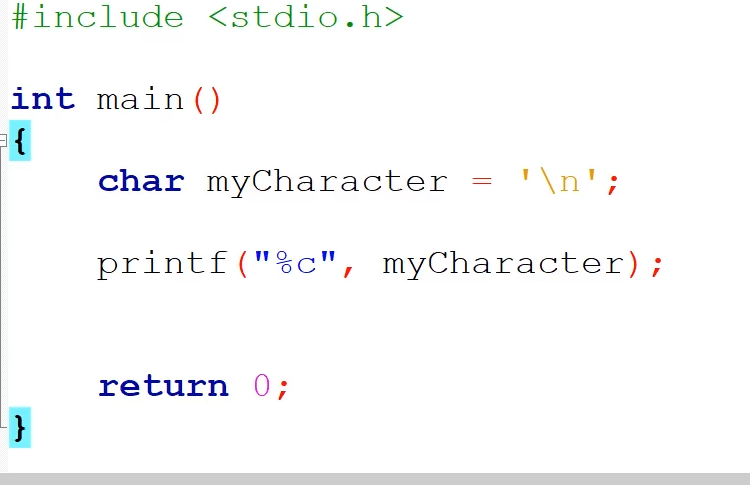 #include <stdio.h>
int main()
{
char myCharacter = '\n';
printf("%c", myCharacter);
return 0;
}